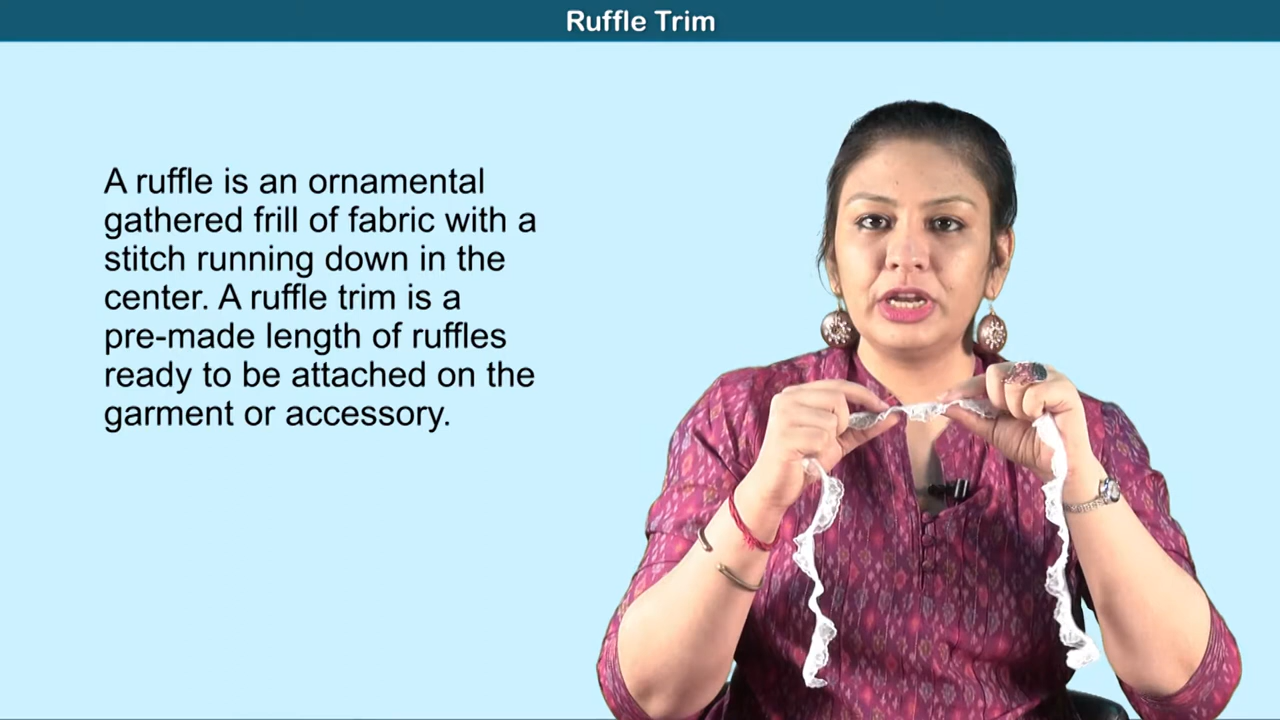 Ruffle Trim
A ruffle is an ornamental
gathered frill of fabric with a
stitch running down in the
center. A ruffle trim is a
pre-made length of ruffles
ready to be attached on the
garment or accessory.